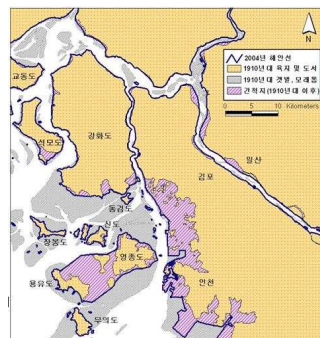 N
2004년 해안선
1910년대 육지 및 도서
1910년대 갯벌, 모래톱
간척지(1910년대 이후)
0 5 10 Kilometers
교동도
석모도
강화도
일산
김포
동검도
신도
장봉도
영종도
인천
용유도
무의도